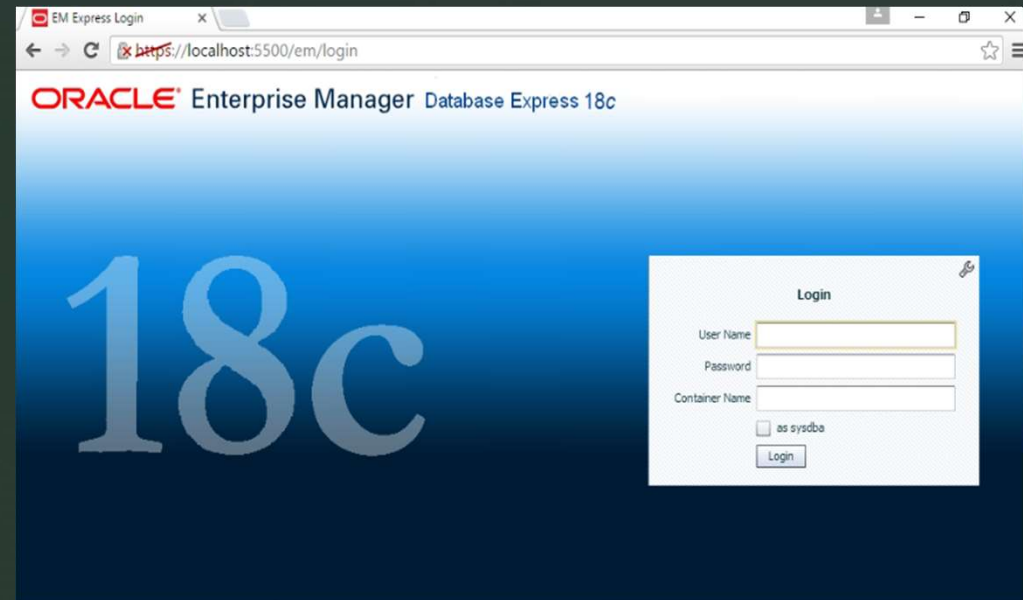 EM Express Login
https://localhost:5500/em/login
ORACLE Enterprise Manager Database Express 18c
18c
Login
User Name
Password
Container Name
as sysdba
Login